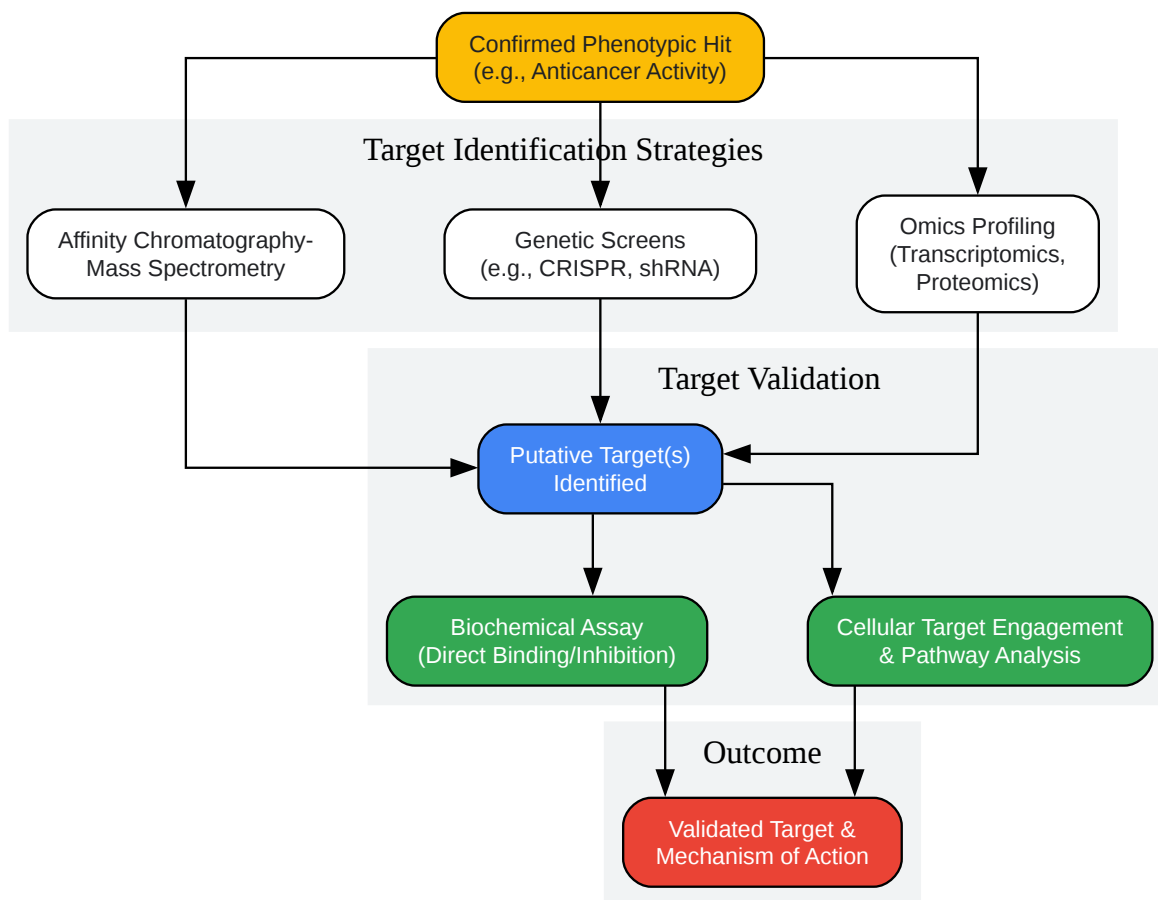 Confirmed Phenotypic Hit
(e.g., Anticancer Activity)
Target Identification Strategies
Affinity Chromatography-
Mass Spectrometry
Genetic Screens
(e.g., CRISPR, shRNA)
Omics Profiling
(Transcriptomics,
Proteomics)
Target Validation
Putative Target(s)
Identified
Biochemical Assay
(Direct Binding/Inhibition)
Cellular Target Engagement
& Pathway Analysis
Outcome
Validated Target &
Mechanism of Action